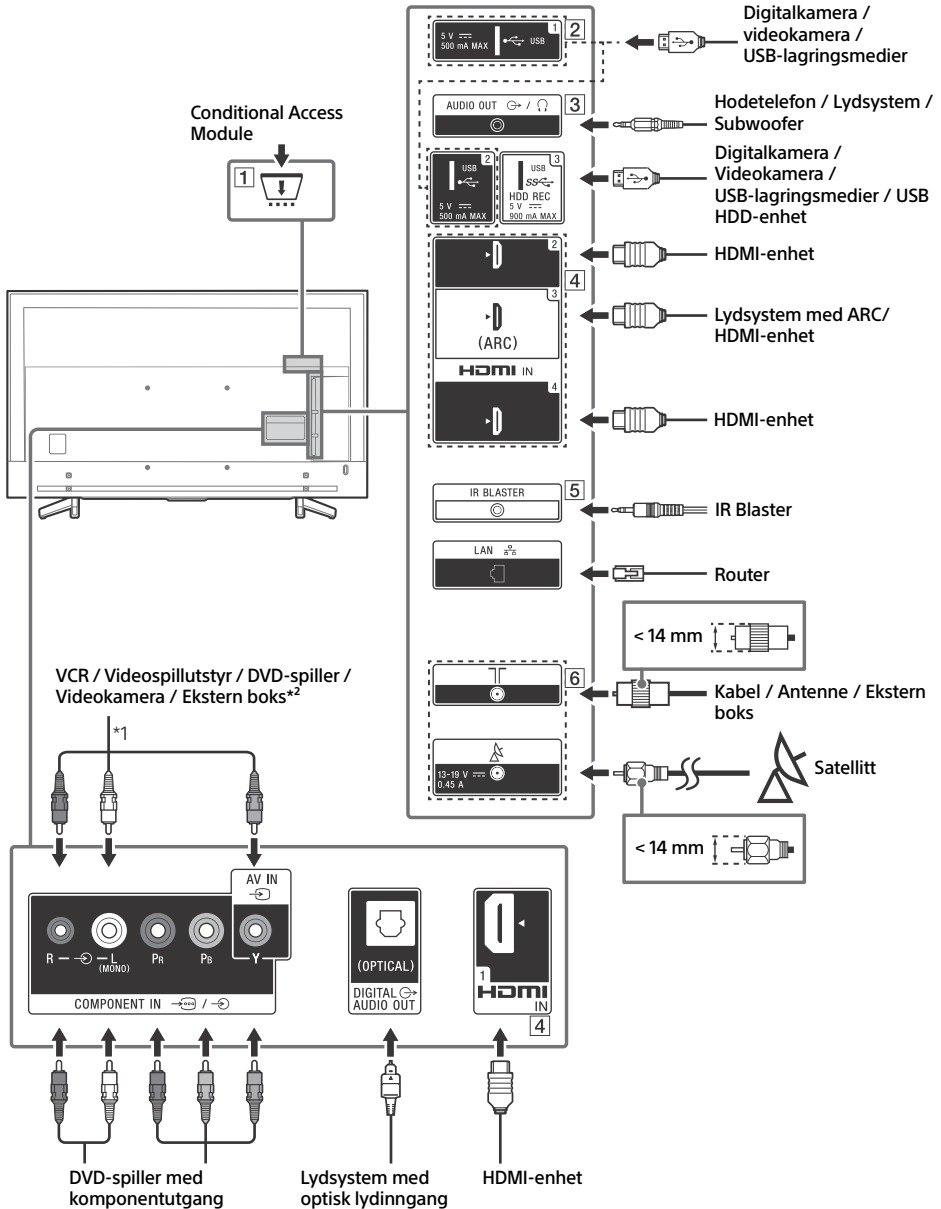 Conditional Access
Module
1
5 V
500 mA MAX
USB
1
2
Digitalkamera /
videokamera /
USB-lagringsmedier
AUDIO OUT /
3
Hodetelefon / Lydsystem /
Subwoofer
2
USB
5 V
500 mA MAX
3
USB
SS
HDD REC
5 V
900 mA MAX
Digitalkamera /
Videokamera /
USB-lagringsmedier / USB
HDD-enhet
2
HDMI-enhet
4
3
(ARC)
Lydsystem med ARC/
HDMI-enhet
HDMI IN
4
HDMI-enhet
IR BLASTER
5
IR Blaster
LAN
Router
< 14 mm
6
Kabel / Antenne / Ekstern
boks
13-19 V
0.45 A
Satellitt
< 14 mm
VCR / Videospillutstyr / DVD-spiller /
Videokamera / Ekstern boks*2
*1
AV IN
R – – L
(MONO)
PR
PB
Y
COMPONENT IN /
(OPTICAL)
DIGITAL
AUDIO OUT
1
HDMI
IN
4
DVD-spiller med
komponentutgang
Lydsystem med
optisk lydinngang
HDMI-enhet